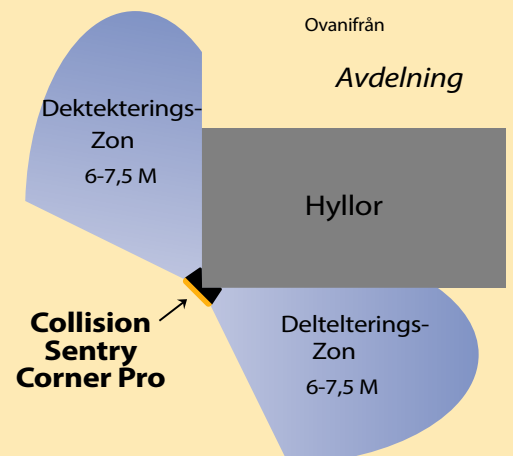 Ovanifrån
Avdelning
Dektekterings-
Zon
6-7,5 M
Hyllor
Collision
Sentry
Corner Pro
Deltelterings-
Zon
6-7,5 M